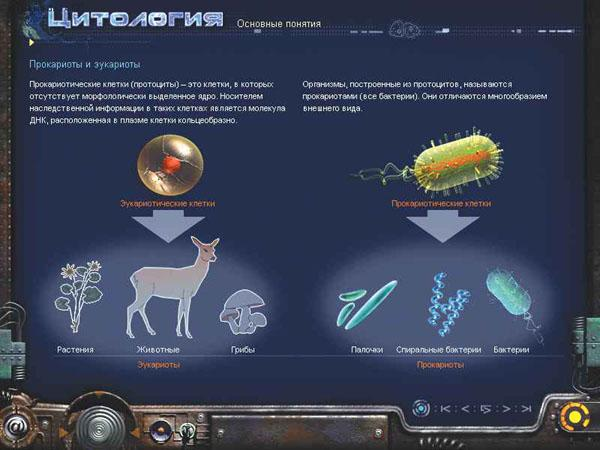 Цитология
Основные понятия
Прокариоты и эукариоты
Прокариотические клетки (протоциты) – это клетки, в которых
отсутствует морфологически выделенное ядро. Носителем
наследственной информации в таких клетках является молекула
ДНК, расположенная в плазме клетки кольцеобразно.
Организмы, построенные из протоцитов, называются
прокариотами (все бактерии). Они отличаются многообразием
внешнего вида.
Эукариотические клетки
Прокариотические клетки
Растения
Животные
Грибы
Палочки
Спиральные бактерии
Бактерии
Эукариоты
Прокариоты
@